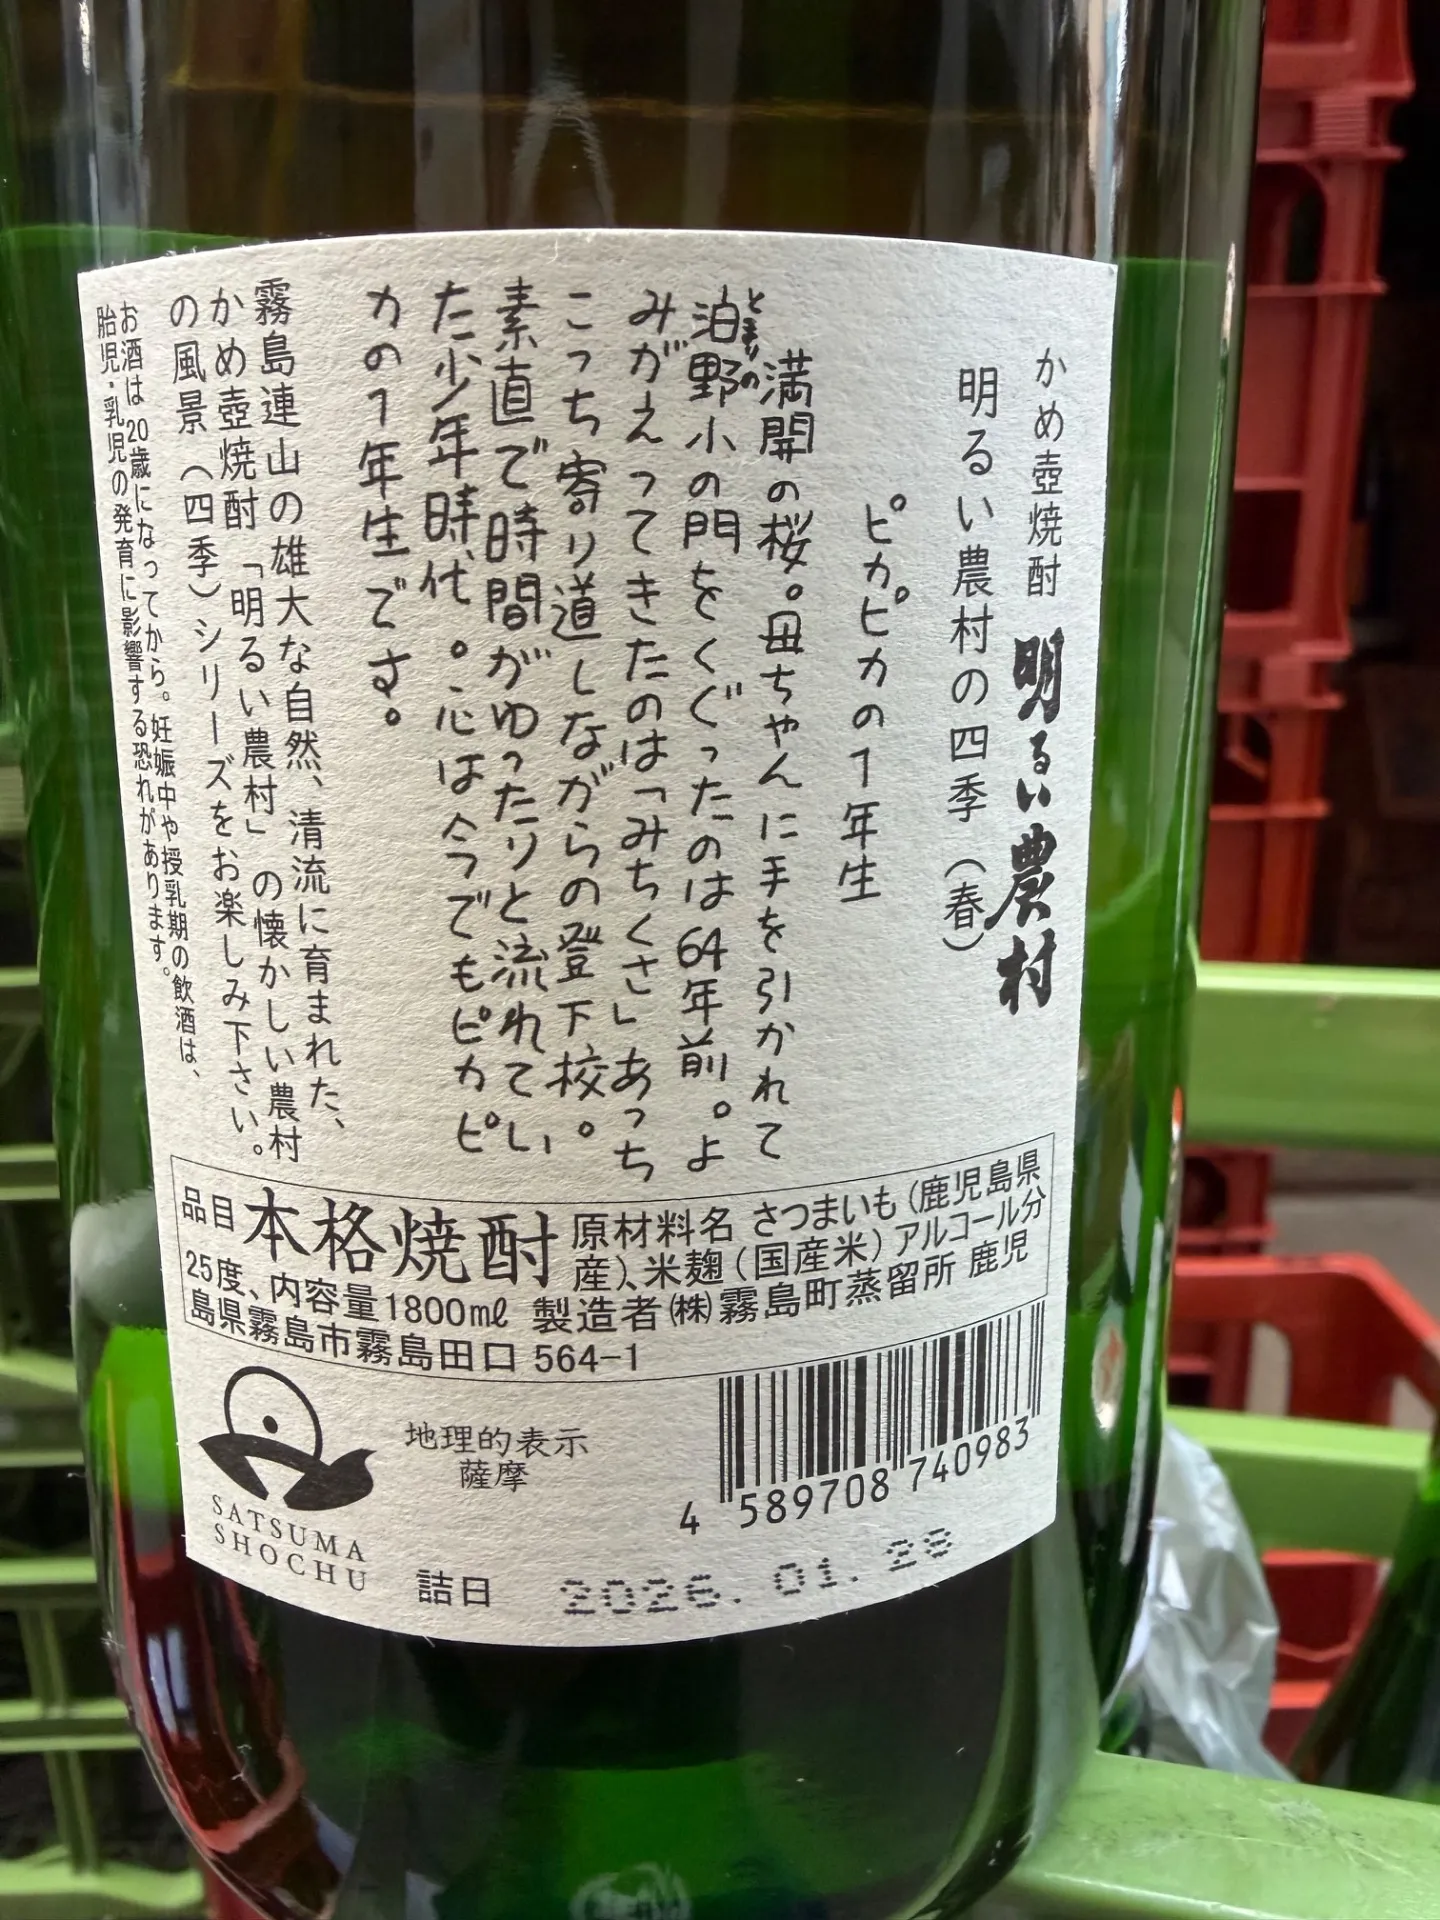 かめ壺焼酎 明るい農村
明るい農村の四季(春)
ピカピカの1年生
満開の桜。母ちゃんに手を引かれて
泊野小の門をくぐったのは64年前。よ
とまりの
みがえってきたのは「みちくさ」あっち
こっち寄り道しながらの登下校。
素直で時間がゆったりと流れてい
た少年時代。心は今でもピカピ
カの1年生です。
霧島連山の雄大な自然、清流に育まれた、
かめ壺焼酎「明るい農村」の懐かしい農村
の風景(四季)シリーズをお楽しみ下さい。
お酒は20歳になってから。妊娠中や授乳期の飲酒は、
胎児・乳児の発育に影響する恐れがあります。
品目 本格焼酎 原材料名 さつまいも(鹿児島県
産)、米麹(国産米)アルコール分
25度、内容量1800ml 製造者㈱霧島町蒸留所 鹿児
島県霧島市霧島田口 564-1
地理的表示
薩摩
SATSUMA
SHOCHU
4 589708 740983
詰日 2026.01.28